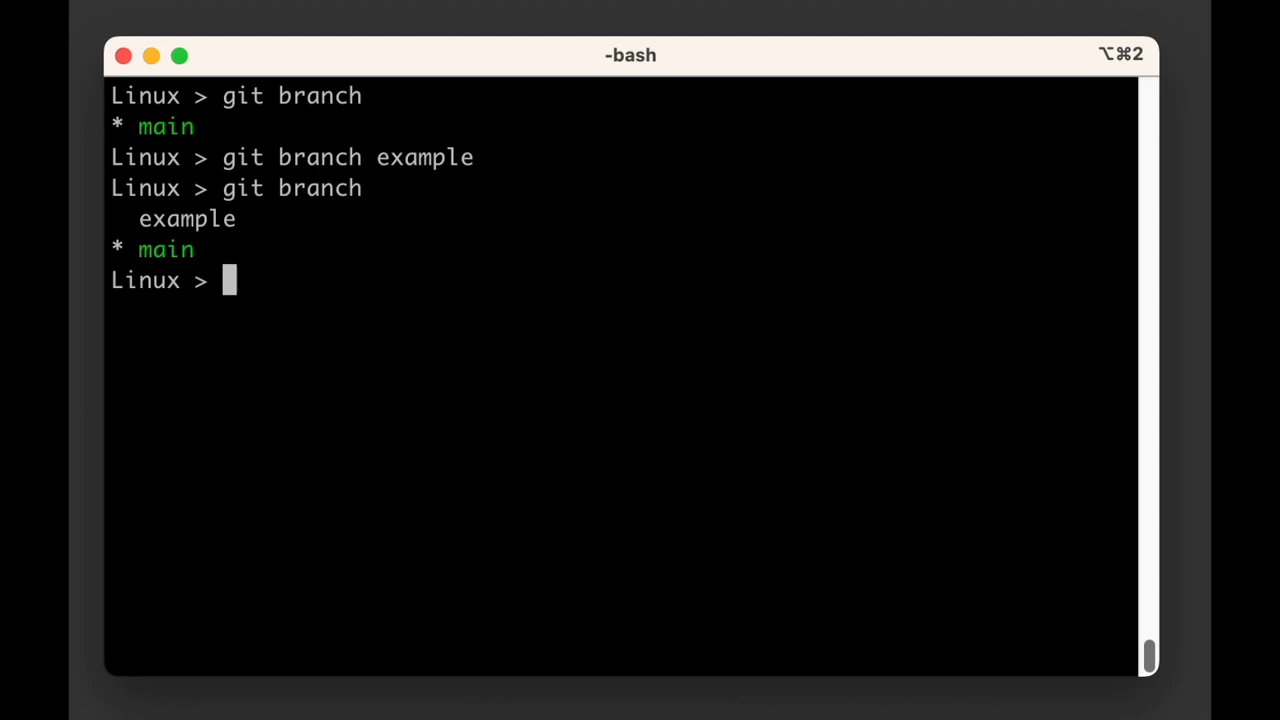 -bash
⌥⌘2
Linux > git branch
* main
Linux > git branch example
Linux > git branch
  example
* main
Linux >